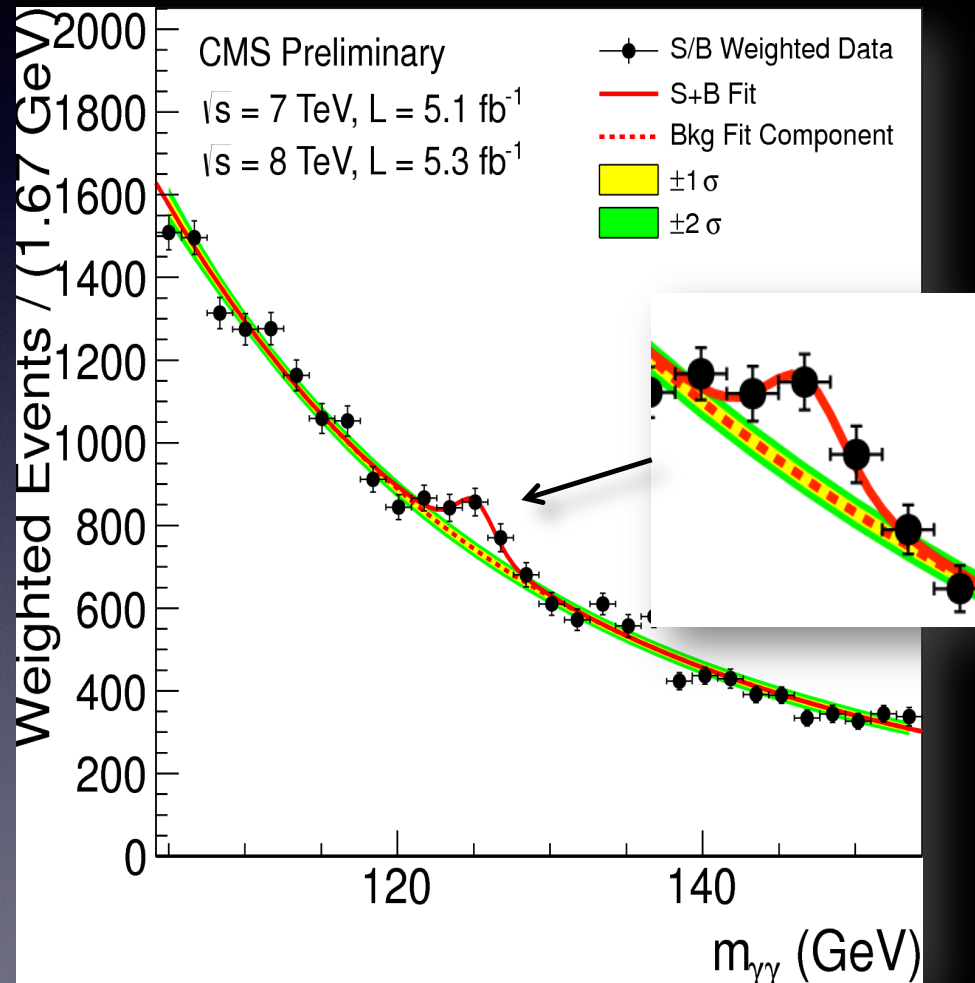 Weighted Events / (1.67 GeV)
2000
1800
1600
1400
1200
1000
800
600
400
200
0
CMS Preliminary
√s = 7 TeV, L = 5.1 fb⁻¹
√s = 8 TeV, L = 5.3 fb⁻¹
S/B Weighted Data
S+B Fit
Bkg Fit Component
±1 σ
±2 σ
120
140
mγγ (GeV)